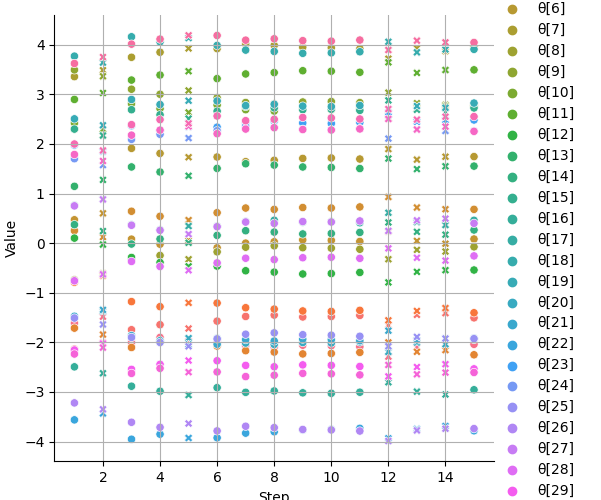 Value
4
3
2
1
0
−1
−2
−3
−4
2
4
6
8
10
12
14
Step
θ[6]
θ[7]
θ[8]
θ[9]
θ[10]
θ[11]
θ[12]
θ[13]
θ[14]
θ[15]
θ[16]
θ[17]
θ[18]
θ[19]
θ[20]
θ[21]
θ[22]
θ[23]
θ[24]
θ[25]
θ[26]
θ[27]
θ[28]
θ[29]